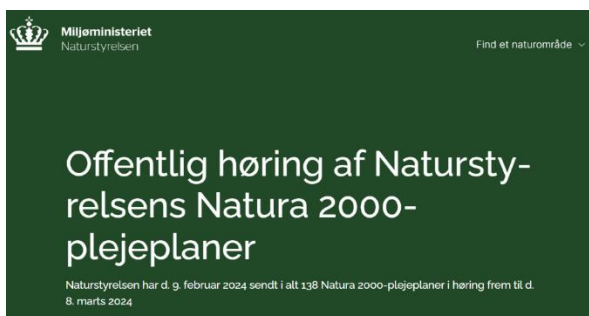 Miljøministeriet
Naturstyrelsen
Find et naturområde
Offentlig høring af Natursty-
relsens Natura 2000-
plejeplaner
Naturstyrelsen har d. 9. februar 2024 sendt i alt 138 Natura 2000-plejeplaner i høring frem til d.
8. marts 2024